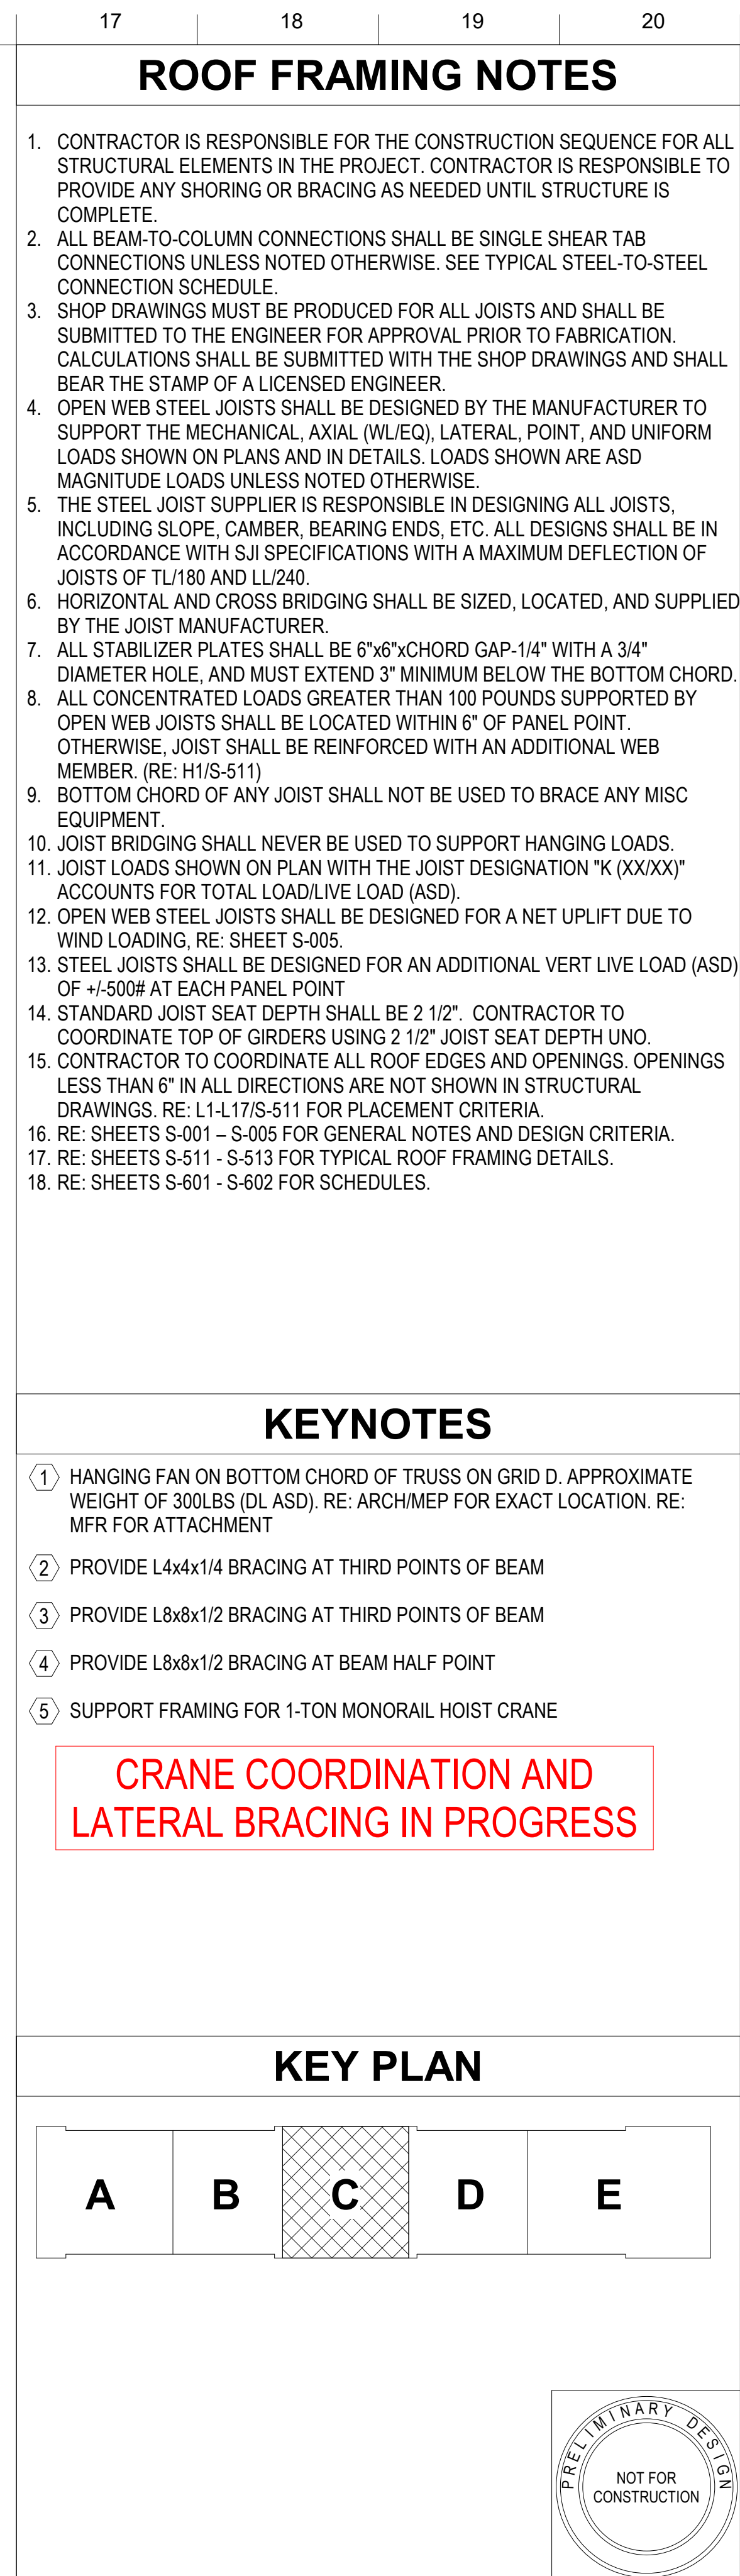 17 18 19 20
ROOF FRAMING NOTES
1. CONTRACTOR IS RESPONSIBLE FOR THE CONSTRUCTION SEQUENCE FOR ALL
STRUCTURAL ELEMENTS IN THE PROJECT. CONTRACTOR IS RESPONSIBLE TO
PROVIDE ANY SHORING OR BRACING AS NEEDED UNTIL STRUCTURE IS
COMPLETE.
2. ALL BEAM-TO-COLUMN CONNECTIONS SHALL BE SINGLE SHEAR TAB
CONNECTIONS UNLESS NOTED OTHERWISE. SEE TYPICAL STEEL-TO-STEEL
CONNECTION SCHEDULE.
3. SHOP DRAWINGS MUST BE PRODUCED FOR ALL JOISTS AND SHALL BE
SUBMITTED TO THE ENGINEER FOR APPROVAL PRIOR TO FABRICATION.
CALCULATIONS SHALL BE SUBMITTED WITH THE SHOP DRAWINGS AND SHALL
BEAR THE STAMP OF A LICENSED ENGINEER.
4. OPEN WEB STEEL JOISTS SHALL BE DESIGNED BY THE MANUFACTURER TO
SUPPORT THE MECHANICAL, AXIAL (WL/EQ), LATERAL, POINT, AND UNIFORM
LOADS SHOWN ON PLANS AND IN DETAILS. LOADS SHOWN ARE ASD
MAGNITUDE LOADS UNLESS NOTED OTHERWISE.
5. THE STEEL JOIST SUPPLIER IS RESPONSIBLE IN DESIGNING ALL JOISTS,
INCLUDING SLOPE, CAMBER, BEARING ENDS, ETC. ALL DESIGNS SHALL BE IN
ACCORDANCE WITH SJI SPECIFICATIONS WITH A MAXIMUM DEFLECTION OF
JOISTS OF TL/180 AND LL/240.
6. HORIZONTAL AND CROSS BRIDGING SHALL BE SIZED, LOCATED, AND SUPPLIED
BY THE JOIST MANUFACTURER.
7. ALL STABILIZER PLATES SHALL BE 6"x6"xCHORD GAP-1/4" WITH A 3/4"
DIAMETER HOLE, AND MUST EXTEND 3" MINIMUM BELOW THE BOTTOM CHORD.
8. ALL CONCENTRATED LOADS GREATER THAN 100 POUNDS SUPPORTED BY
OPEN WEB JOISTS SHALL BE LOCATED WITHIN 6" OF PANEL POINT.
OTHERWISE, JOIST SHALL BE REINFORCED WITH AN ADDITIONAL WEB
MEMBER. (RE: H1/S-511)
9. BOTTOM CHORD OF ANY JOIST SHALL NOT BE USED TO BRACE ANY MISC
EQUIPMENT.
10. JOIST BRIDGING SHALL NEVER BE USED TO SUPPORT HANGING LOADS.
11. JOIST LOADS SHOWN ON PLAN WITH THE JOIST DESIGNATION "K (XX/XX)"
ACCOUNTS FOR TOTAL LOAD/LIVE LOAD (ASD).
12. OPEN WEB STEEL JOISTS SHALL BE DESIGNED FOR A NET UPLIFT DUE TO
WIND LOADING, RE: SHEET S-005.
13. STEEL JOISTS SHALL BE DESIGNED FOR AN ADDITIONAL VERT LIVE LOAD (ASD)
OF +/-500# AT EACH PANEL POINT
14. STANDARD JOIST SEAT DEPTH SHALL BE 2 1/2". CONTRACTOR TO
COORDINATE TOP OF GIRDERS USING 2 1/2" JOIST SEAT DEPTH UNO.
15. CONTRACTOR TO COORDINATE ALL ROOF EDGES AND OPENINGS. OPENINGS
LESS THAN 6" IN ALL DIRECTIONS ARE NOT SHOWN IN STRUCTURAL
DRAWINGS. RE: L1-L17/S-511 FOR PLACEMENT CRITERIA.
16. RE: SHEETS S-001 – S-005 FOR GENERAL NOTES AND DESIGN CRITERIA.
17. RE: SHEETS S-511 - S-513 FOR TYPICAL ROOF FRAMING DETAILS.
18. RE: SHEETS S-601 - S-602 FOR SCHEDULES.
KEYNOTES
1 HANGING FAN ON BOTTOM CHORD OF TRUSS ON GRID D. APPROXIMATE
WEIGHT OF 300LBS (DL ASD). RE: ARCH/MEP FOR EXACT LOCATION. RE:
MFR FOR ATTACHMENT
2 PROVIDE L4x4x1/4 BRACING AT THIRD POINTS OF BEAM
3 PROVIDE L8x8x1/2 BRACING AT THIRD POINTS OF BEAM
4 PROVIDE L8x8x1/2 BRACING AT BEAM HALF POINT
5 SUPPORT FRAMING FOR 1-TON MONORAIL HOIST CRANE
CRANE COORDINATION AND
LATERAL BRACING IN PROGRESS
KEY PLAN
A B C D E
PRELIMINARY DESIGN
NOT FOR
CONSTRUCTION